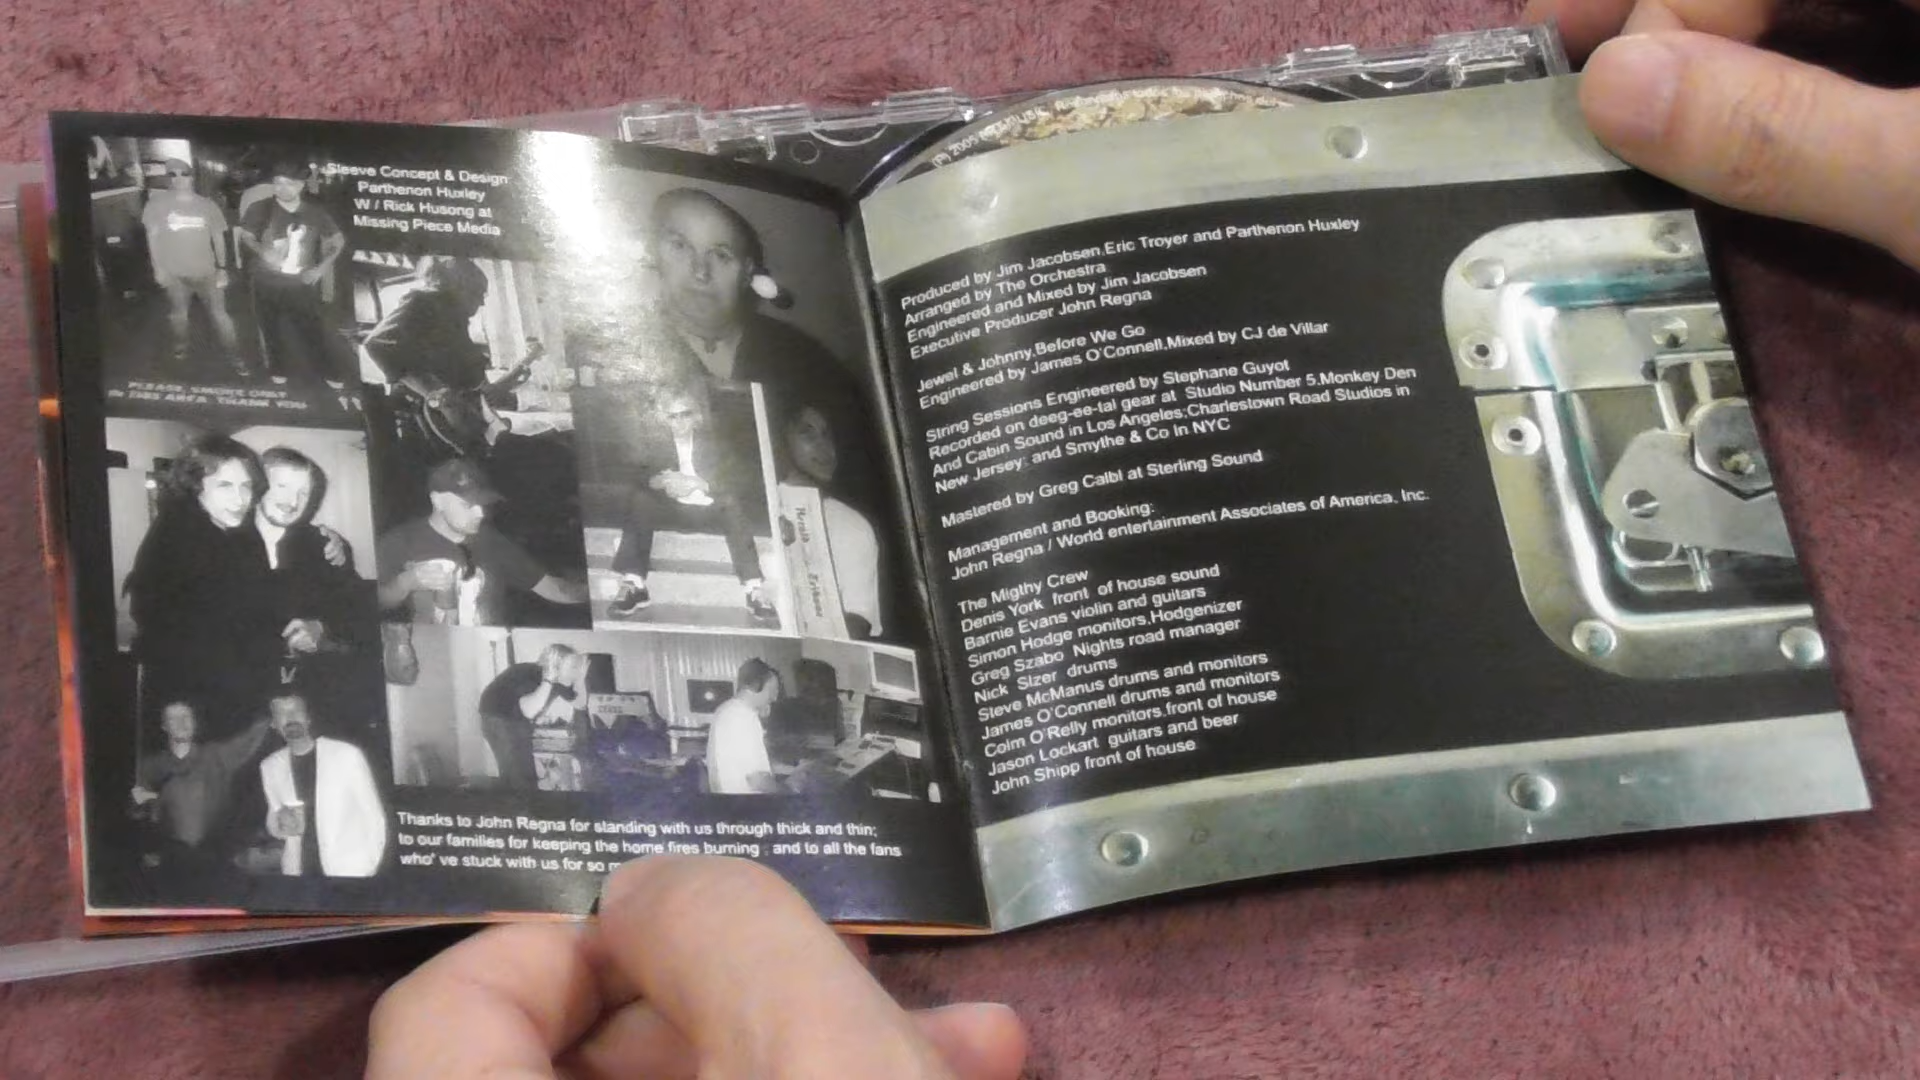 Sleeve Concept & Design
Parthenon Huxley
W / Rick Husong at
Missing Piece Media
PLEASE SMOKE ONLY
IN THIS AREA THANK YOU
Thanks to John Regna for standing with us through thick and thin;
to our families for keeping the home fires burning ; and to all the fans
who' ve stuck with us for so
(P) 2005
Produced by Jim Jacobsen,Eric Troyer and Parthenon Huxley
Arranged by The Orchestra
Engineered and Mixed by Jim Jacobsen
Executive Producer John Regna
Jewel & Johnny,Before We Go
Engineered by James O'Connell,Mixed by CJ de Villar
String Sessions Engineered by Stephane Guyot
Recorded on deeg-ee-tal gear at Studio Number 5,Monkey Den
And Cabin Sound in Los Angeles;Charlestown Road Studios in
New Jersey; and Smythe & Co In NYC
Mastered by Greg Calbi at Sterling Sound
Management and Booking:
John Regna / World entertainment Associates of America, Inc.
The Migthy Crew
Denis York front of house sound
Barnie Evans violin and guitars
Simon Hodge monitors,Hodgenizer
Greg Szabo Nights road manager
Nick Sizer drums
Steve McManus drums and monitors
James O'Connell drums and monitors
Colm O'Relly monitors,front of house
Jason Lockart guitars and beer
John Shipp front of house